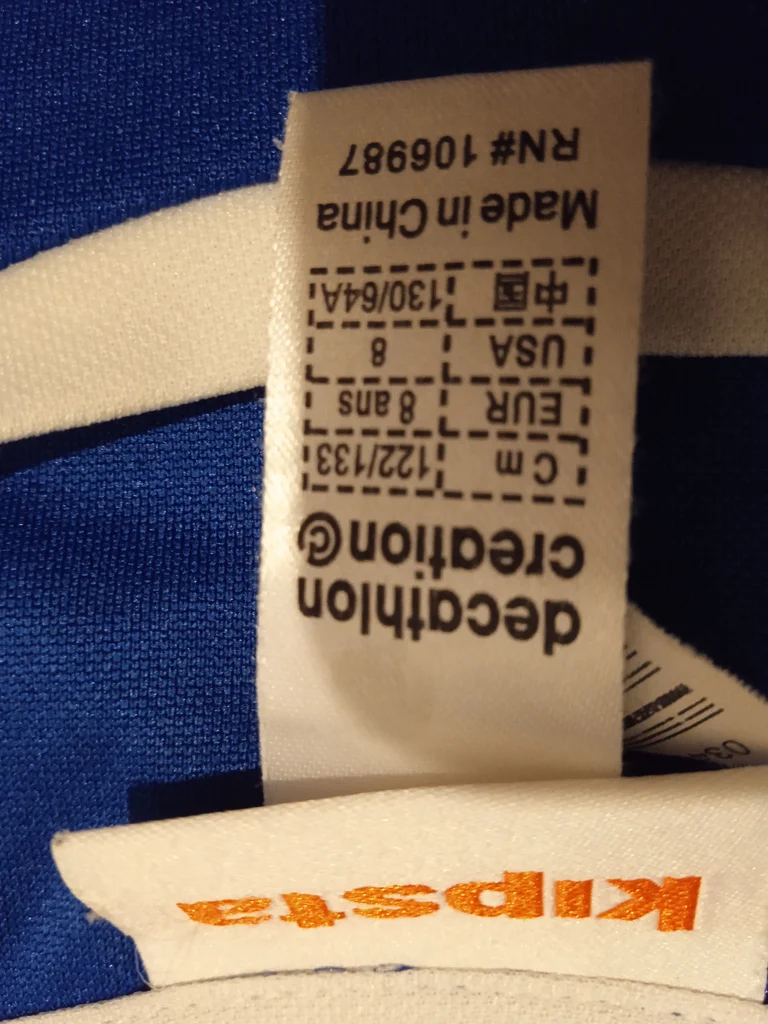 kipsta
decathlon
creation©
Cm 122/133
EUR 8 ans
USA 8
中国 130/64A
Made in China
RN# 106987